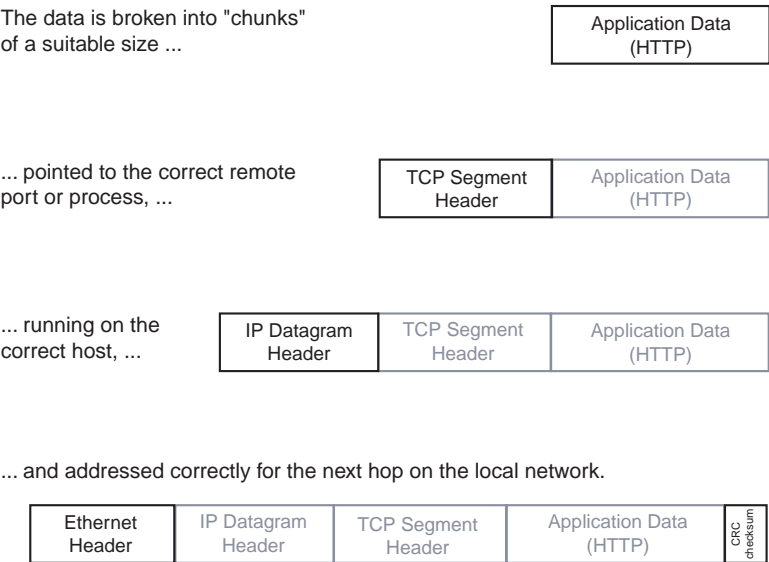 The data is broken into "chunks"
of a suitable size ...
Application Data
(HTTP)
... pointed to the correct remote
port or process, ...
TCP Segment
Header
Application Data
(HTTP)
... running on the
correct host, ...
IP Datagram
Header
TCP Segment
Header
Application Data
(HTTP)
... and addressed correctly for the next hop on the local network.
Ethernet
Header
IP Datagram
Header
TCP Segment
Header
Application Data
(HTTP)
CRC
checksum